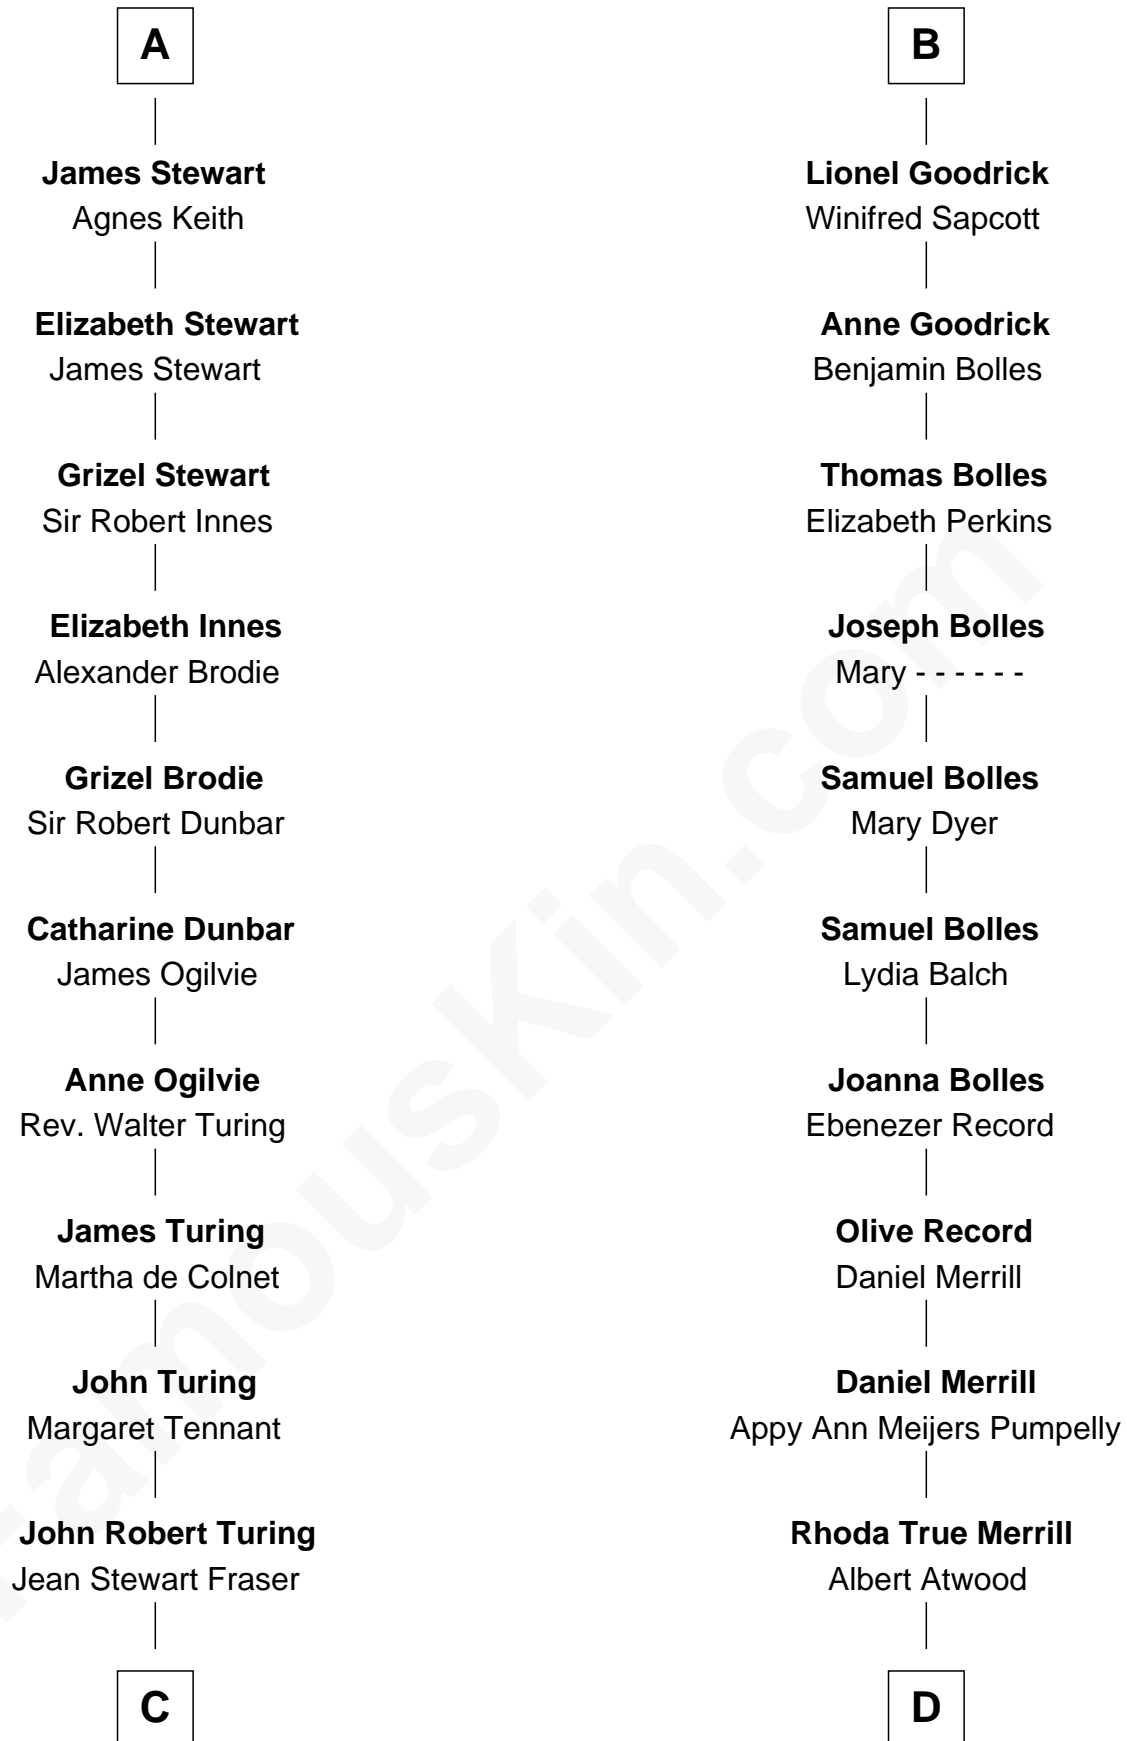 A
James Stewart
Agnes Keith
Elizabeth Stewart
James Stewart
Grizel Stewart
Sir Robert Innes
Elizabeth Innes
Alexander Brodie
Grizel Brodie
Sir Robert Dunbar
Catharine Dunbar
James Ogilvie
Anne Ogilvie
Rev. Walter Turing
James Turing
Martha de Colnet
John Turing
Margaret Tennant
John Robert Turing
Jean Stewart Fraser
C
B
Lionel Goodrick
Winifred Sapcott
Anne Goodrick
Benjamin Bolles
Thomas Bolles
Elizabeth Perkins
Joseph Bolles
Mary - - - - - -
Samuel Bolles
Mary Dyer
Samuel Bolles
Lydia Balch
Joanna Bolles
Ebenezer Record
Olive Record
Daniel Merrill
Daniel Merrill
Appy Ann Meijers Pumpelly
Rhoda True Merrill
Albert Atwood
D
FamousKin.com